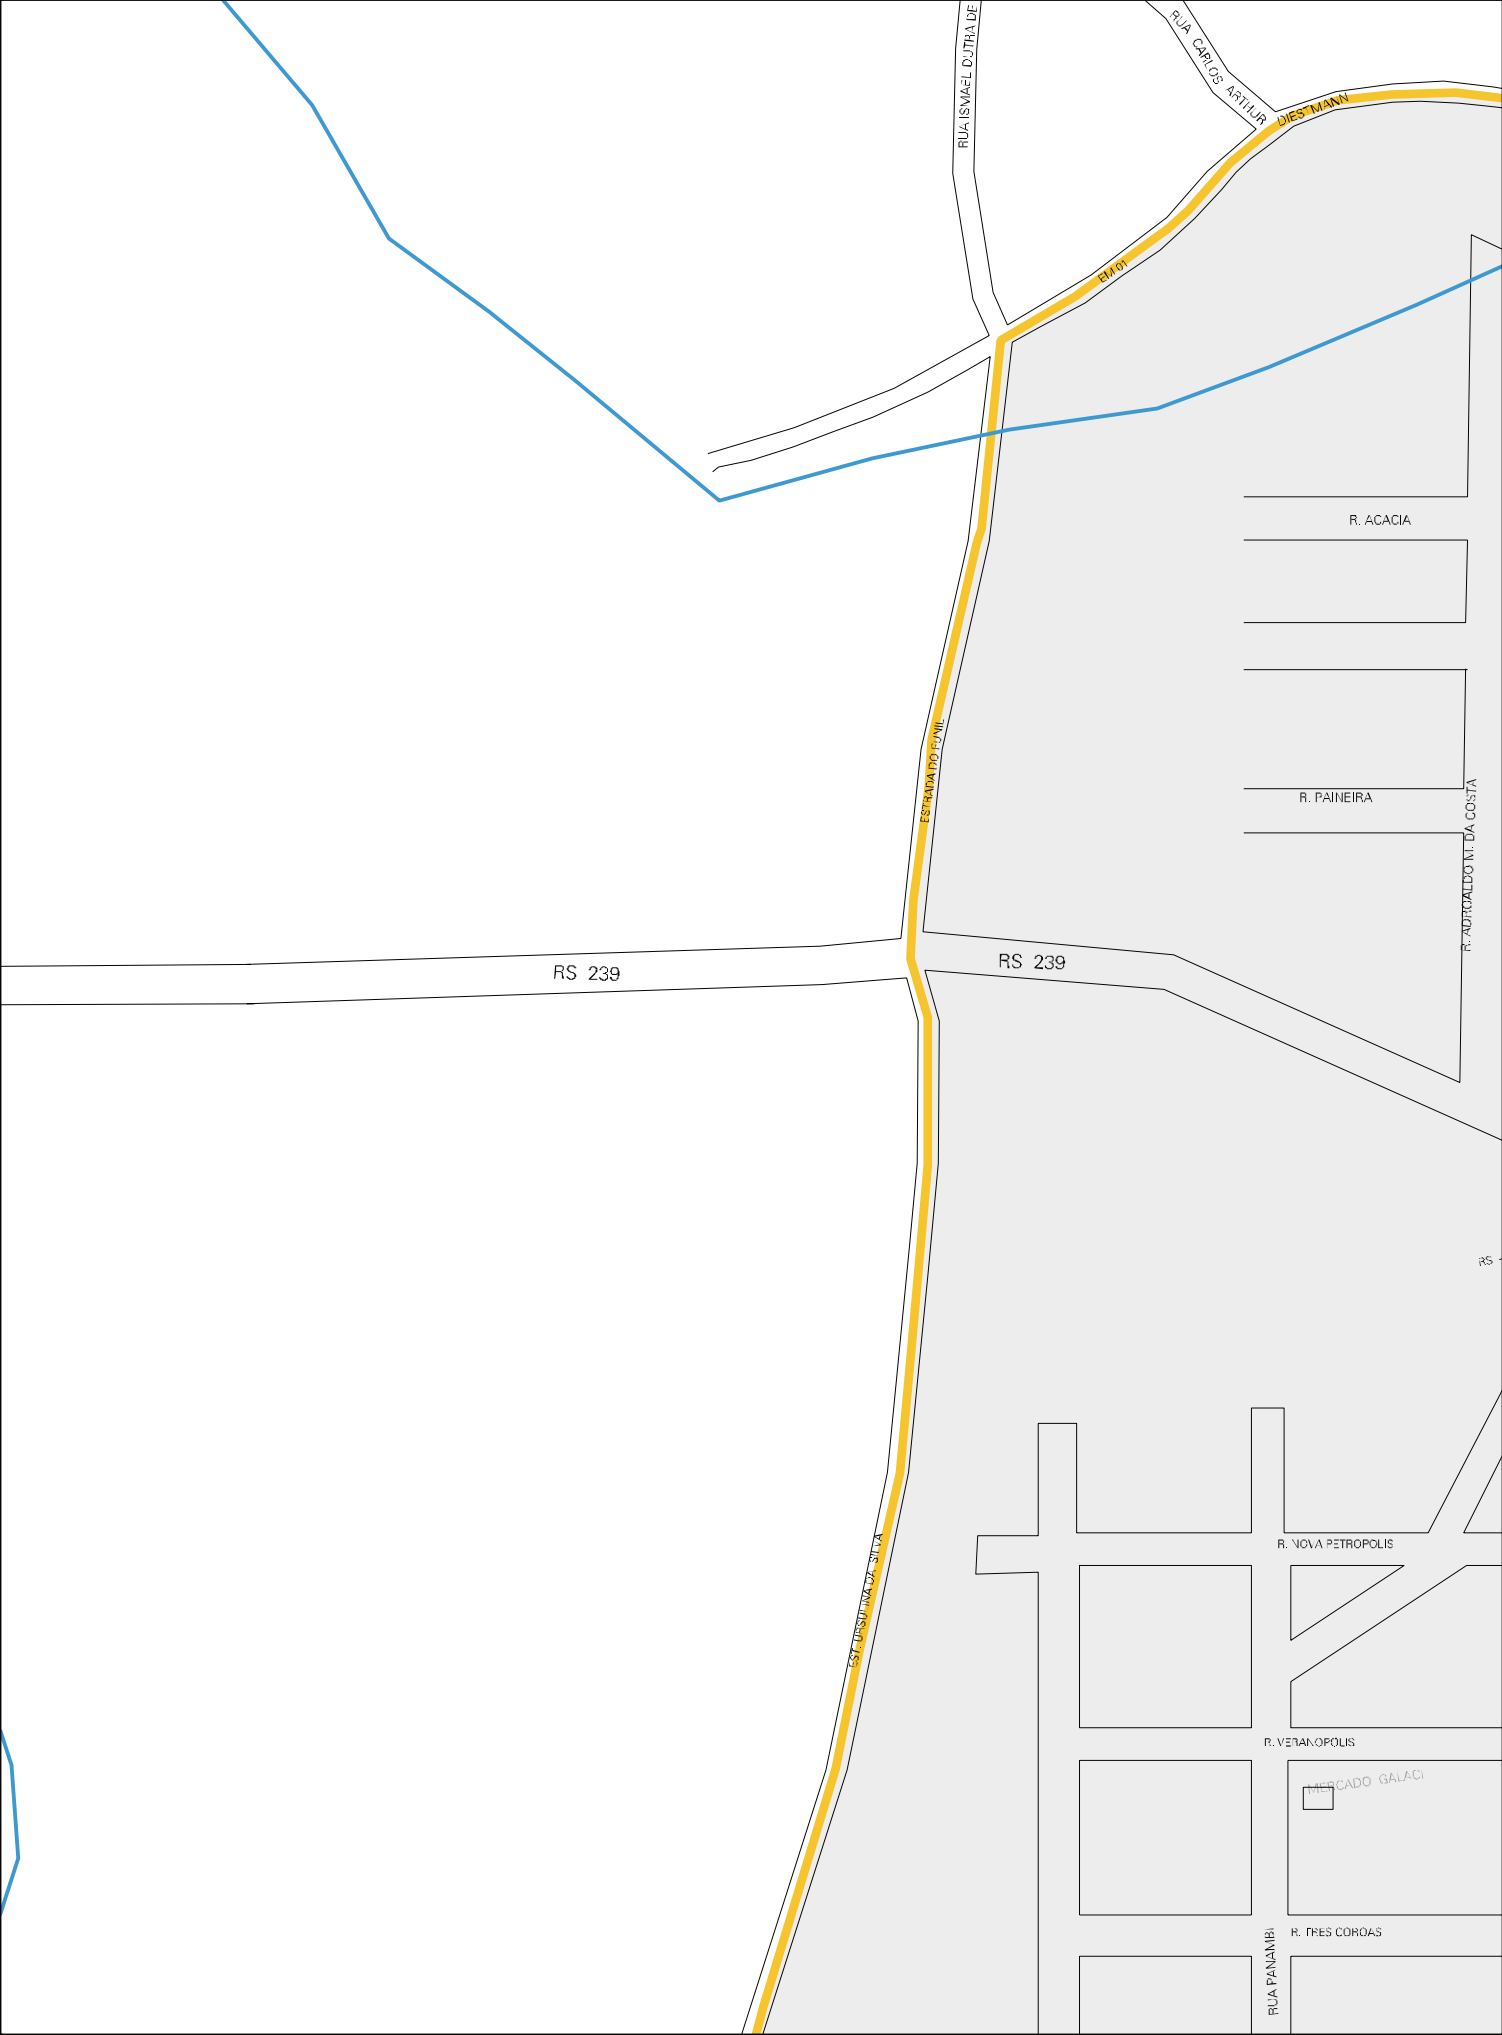 RUA ISMAEL DUTRA DE
RUA CARLOS ARTHUR
DIESTMANN
EM 01
R. ACACIA
ESTRADA DO FUNIL
R. PAINEIRA
R. ADROALDO M. DA COSTA
RS 239
RS 239
RS
R. NOVA PETROPOLIS
EST. URSULINA DA SILVA
R. VERANOPOLIS
MERCADO GALACI
R. TRES COROAS
RUA PANAMBI